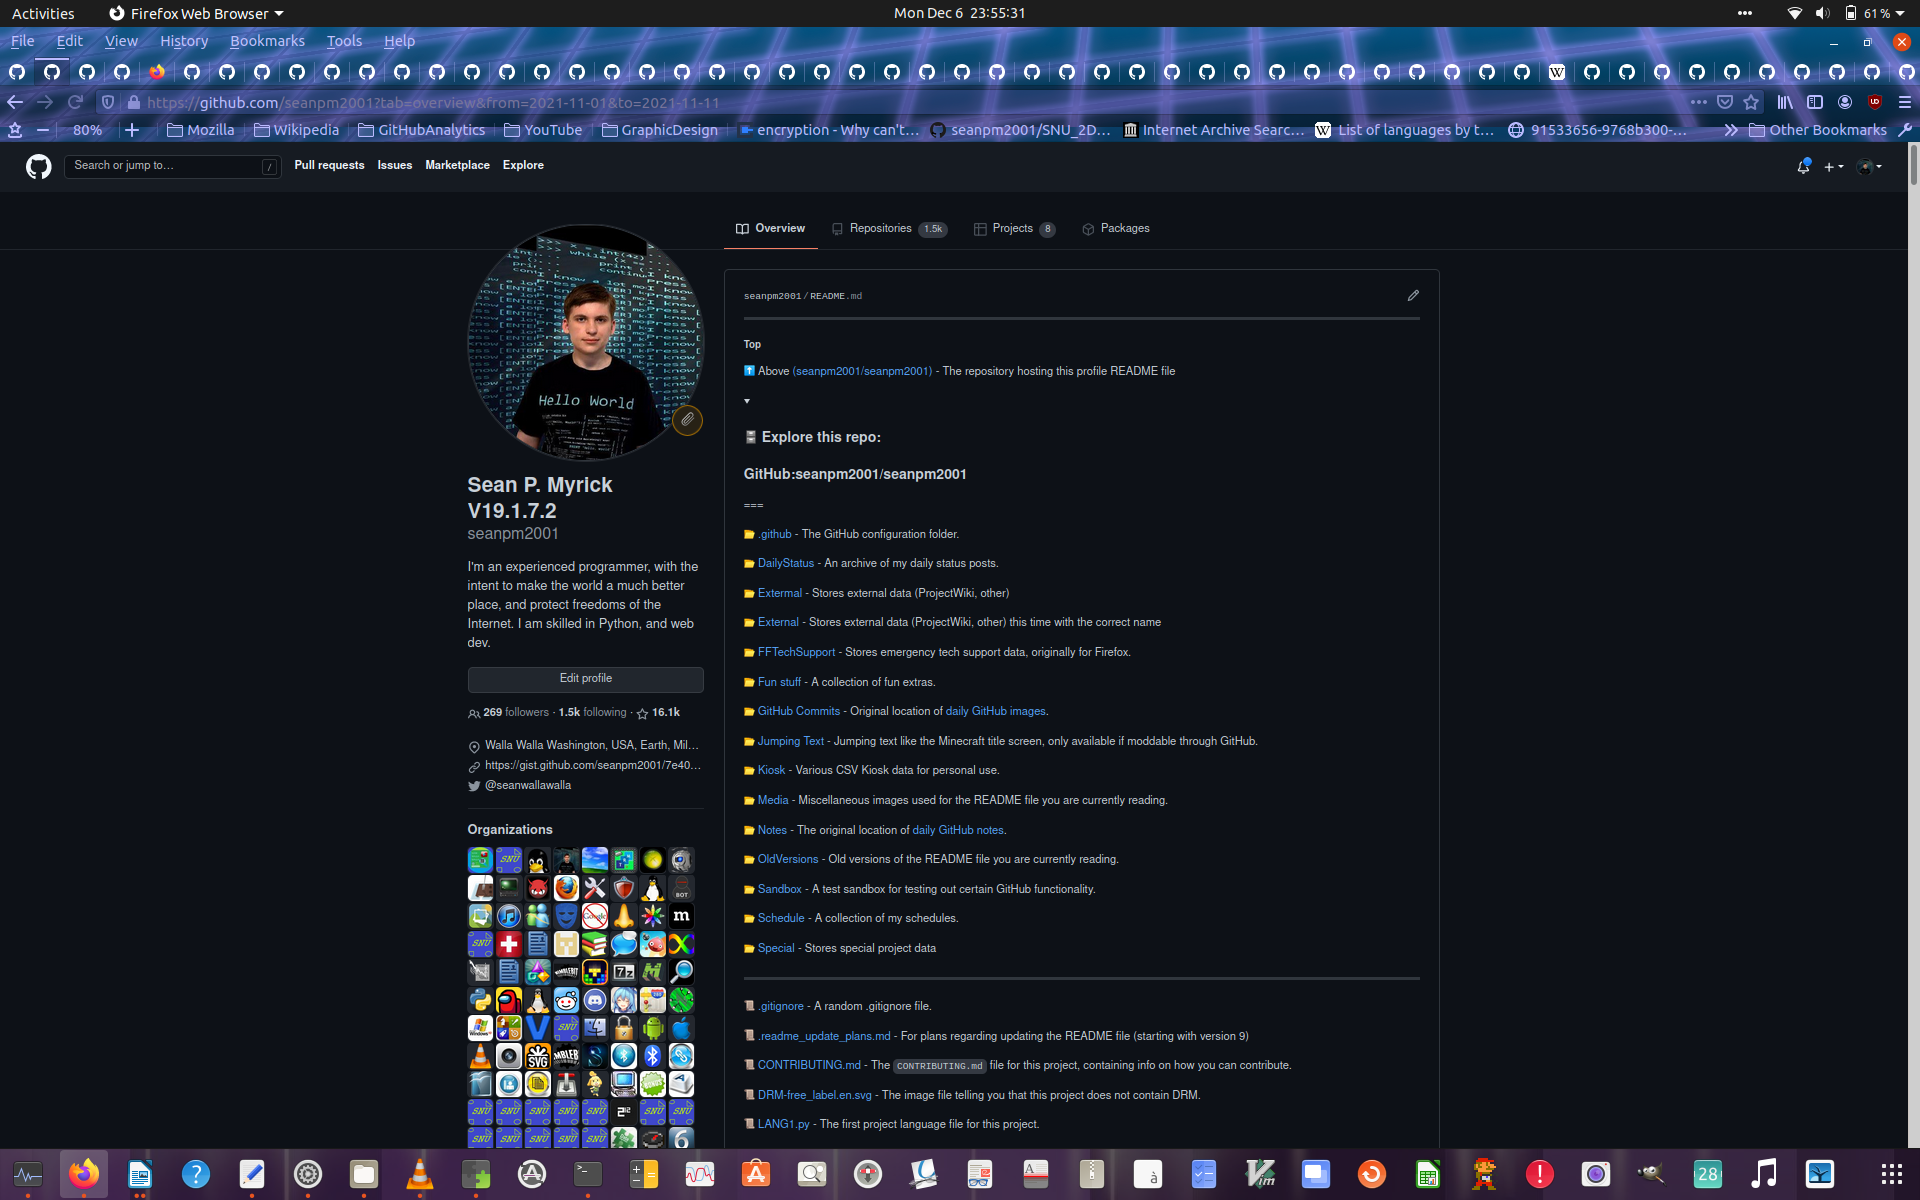 Activities
Firefox Web Browser
Mon Dec 6 23:55:31
61 %
File Edit View History Bookmarks Tools Help
https://github.com/seanpm2001?tab=overview&from=2021-11-01&to=2021-11-11
80%
Mozilla
Wikipedia
GitHubAnalytics
YouTube
GraphicDesign
encryption - Why can't…
seanpm2001/SNU_2D…
Internet Archive Searc…
List of languages by t…
91533656-9768b300-…
Other Bookmarks
Search or jump to…
/
Pull requests Issues Marketplace Explore
Overview
Repositories 1.5k
Projects 8
Packages
Hello World
Sean P. Myrick
V19.1.7.2
seanpm2001
I'm an experienced programmer, with the
intent to make the world a much better
place, and protect freedoms of the
Internet. I am skilled in Python, and web
dev.
Edit profile
269 followers · 1.5k following · 16.1k
Walla Walla Washington, USA, Earth, Mil…
https://gist.github.com/seanpm2001/7e40…
@seanwallawalla
Organizations
seanpm2001/README.md
Top
Above (seanpm2001/seanpm2001) - The repository hosting this profile README file
Explore this repo:
GitHub:seanpm2001/seanpm2001
===
.github - The GitHub configuration folder.
DailyStatus - An archive of my daily status posts.
Extermal - Stores external data (ProjectWiki, other)
External - Stores external data (ProjectWiki, other) this time with the correct name
FFTechSupport - Stores emergency tech support data, originally for Firefox.
Fun stuff - A collection of fun extras.
GitHub Commits - Original location of daily GitHub images.
Jumping Text - Jumping text like the Minecraft title screen, only available if moddable through GitHub.
Kiosk - Various CSV Kiosk data for personal use.
Media - Miscellaneous images used for the README file you are currently reading.
Notes - The original location of daily GitHub notes.
OldVersions - Old versions of the README file you are currently reading.
Sandbox - A test sandbox for testing out certain GitHub functionality.
Schedule - A collection of my schedules.
Special - Stores special project data
.gitignore - A random .gitignore file.
.readme_update_plans.md - For plans regarding updating the README file (starting with version 9)
CONTRIBUTING.md - The CONTRIBUTING.md file for this project, containing info on how you can contribute.
DRM-free_label.en.svg - The image file telling you that this project does not contain DRM.
LANG1.py - The first project language file for this project.
28